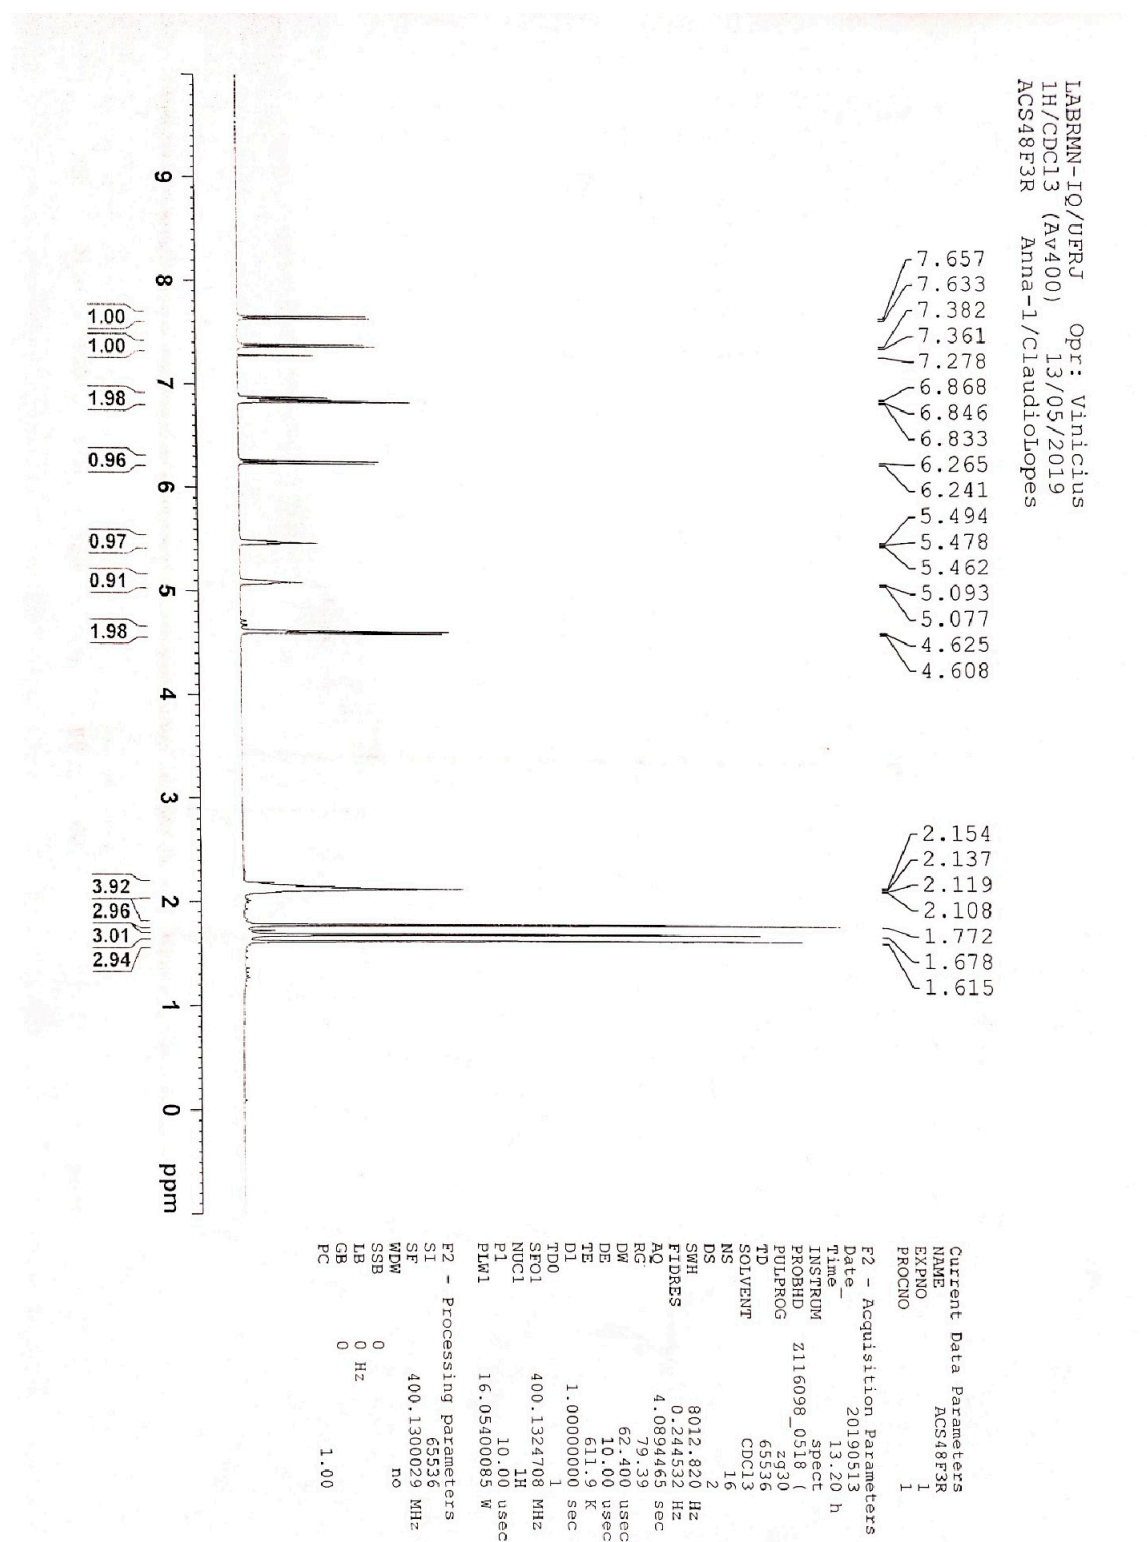 LABRMN-IQ/UFRJ Opr: Vinicius
1H/CDCl3 (Av400) 13/05/2019
ACS48F3R Anna-1/ClaudioLopes
7.657
7.633
7.382
7.361
7.278
6.868
6.846
6.833
6.265
6.241
5.494
5.478
5.462
5.093
5.077
4.625
4.608
2.154
2.137
2.119
2.108
1.772
1.678
1.615
9 8 7 6 5 4 3 2 1 0 ppm
1.00
1.00
1.98
0.96
0.97
0.91
1.98
3.92
2.96
3.01
2.94
Current Data Parameters
NAME ACS48F3R
EXPNO 1
PROCNO 1
F2 - Acquisition Parameters
Date_ 20190513
Time 13.20 h
INSTRUM spect
PROBHD Z116098_0518 (
PULPROG zg30
TD 65536
SOLVENT CDCl3
NS 16
DS 2
SWH 8012.820 Hz
FIDRES 0.244532 Hz
AQ 4.0894465 sec
RG 79.39
DW 62.400 usec
DE 10.00 usec
TE 611.9 K
D1 1.00000000 sec
TD0 1
SFO1 400.1324708 MHz
NUC1 1H
P1 10.00 usec
PLW1 16.05400085 W
F2 - Processing parameters
SI 65536
SF 400.1300029 MHz
WDW no
SSB 0
LB 0 Hz
GB 0
PC 1.00